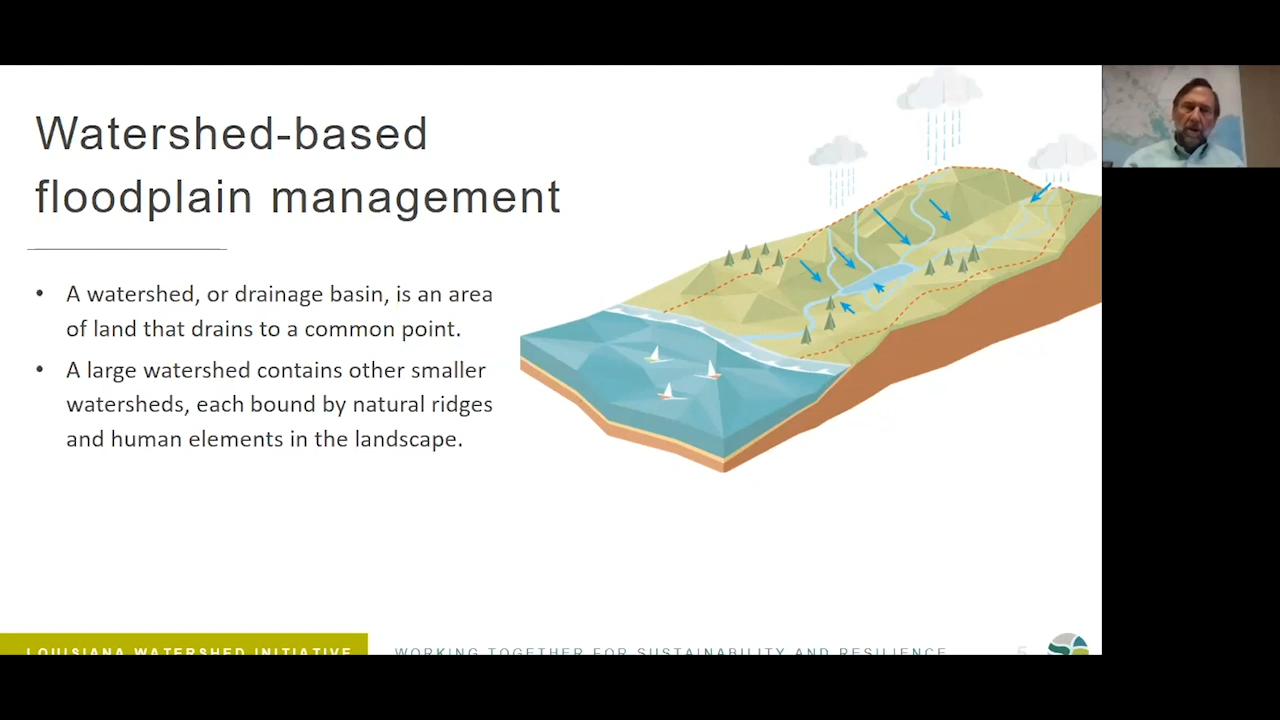 Watershed-based
floodplain management
• A watershed, or drainage basin, is an area
of land that drains to a common point.
• A large watershed contains other smaller
watersheds, each bound by natural ridges
and human elements in the landscape.
LOUISIANA WATERSHED INITIATIVE
WORKING TOGETHER FOR SUSTAINABILITY AND RESILIENCE
5